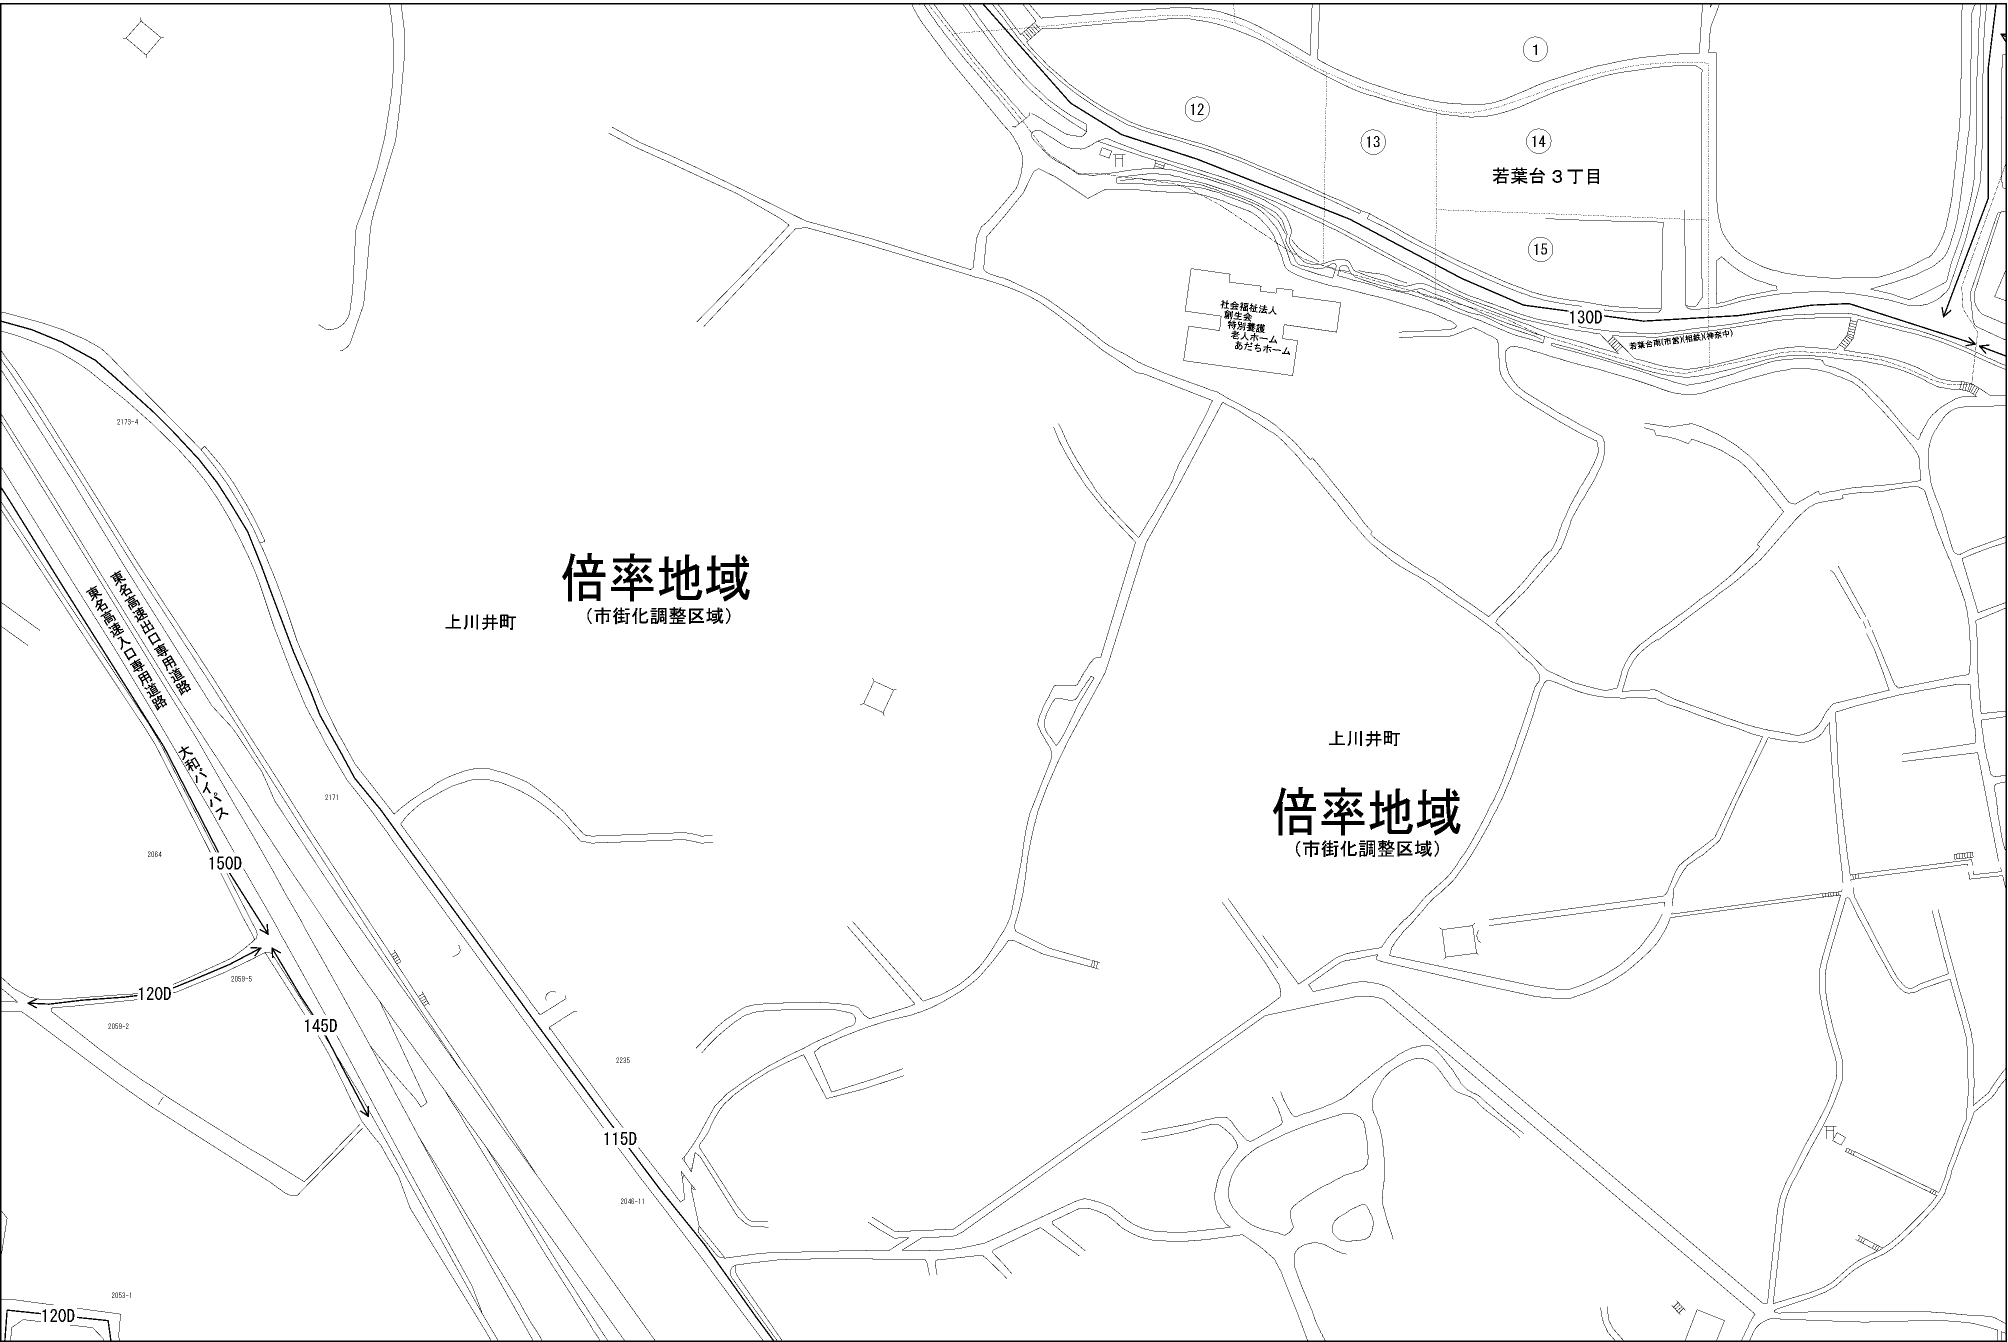 1
12
13
14
若葉台3丁目
15
社会福祉法人
創生会
特別養護
老人ホーム
あだちホーム
130D
若葉台南(市営)(相鉄)(神奈中)
2173-4
倍率地域
(市街化調整区域)
上川井町
東名高速出口専用道路
東名高速入口専用道路
大和バイパス
上川井町
倍率地域
(市街化調整区域)
2171
2064
150D
2059-5
120D
145D
2059-2
2235
115D
2046-11
2053-1
120D